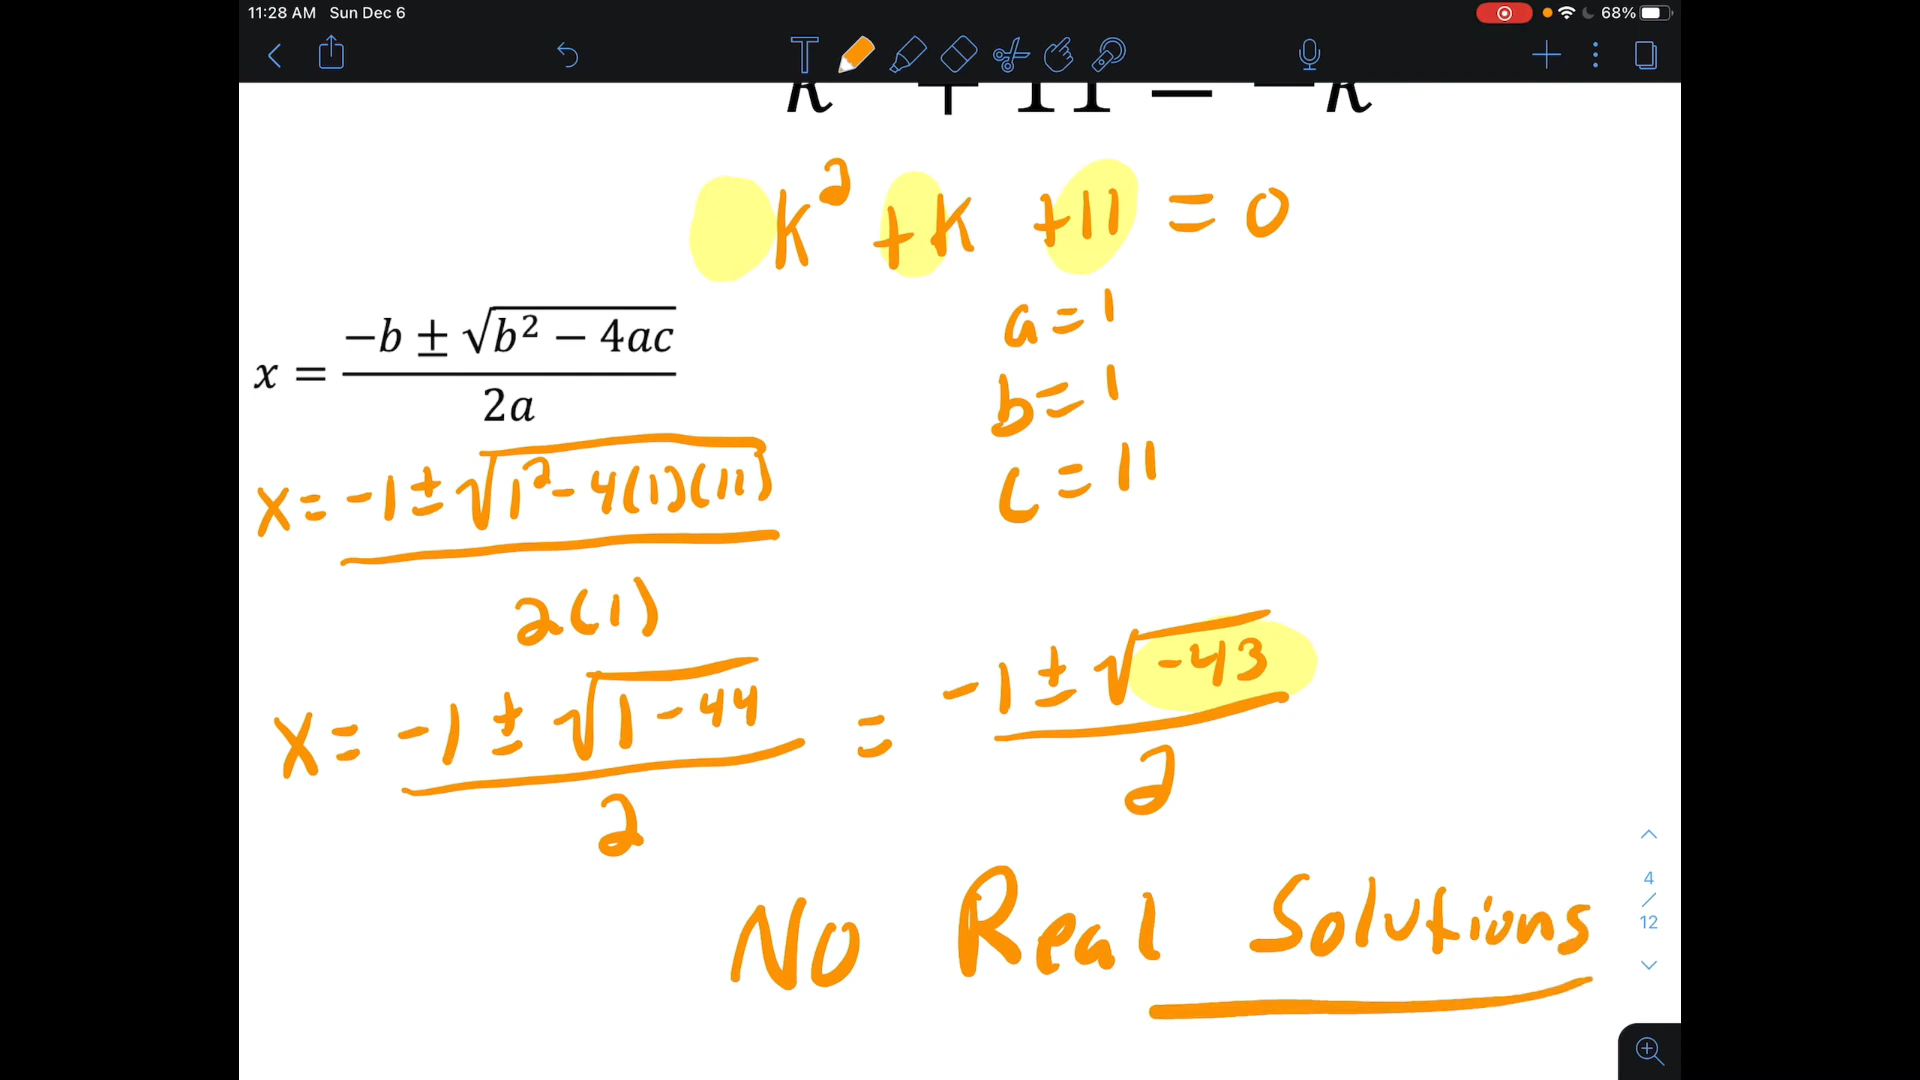 11:28 AM Sun Dec 6
68%
T
k + 11 = −k
k² + k + 11 = 0
a = 1
x = −b ± √b² − 4ac / 2a
b = 1
c = 11
x = -1 ± √1² - 4(1)(11) / 2(1)
x = -1 ± √1 - 44 / 2 = -1 ± √-43 / 2
4 / 12
No Real Solutions